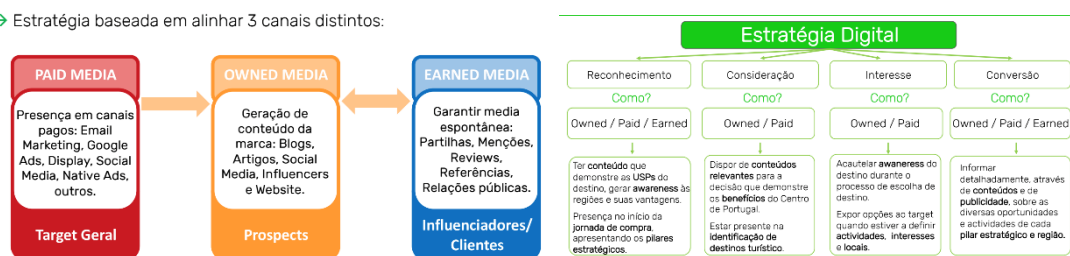 → Estratégia baseada em alinhar 3 canais distintos:
PAID MEDIA
Presença em canais
pagos: Email
Marketing, Google
Ads, Display, Social
Media, Native Ads,
outros.
Target Geral
OWNED MEDIA
Geração de
conteúdo da
marca: Blogs,
Artigos, Social
Media, Influencers
e Website.
Prospects
EARNED MEDIA
Garantir media
espontânea:
Partilhas, Menções,
Reviews,
Referências,
Relações públicas.
Influenciadores/
Clientes
Estratégia Digital
Reconhecimento
Como?
Owned / Paid / Earned
Ter conteúdo que
demonstre as USPs do
destino, gerar awareness às
regiões e suas vantagens.
Presença no início da
jornada de compra,
apresentando os pilares
estratégicos.
Consideração
Como?
Owned / Paid
Dispor de conteúdos
relevantes para a
decisão que demonstre
os benefícios do Centro
de Portugal.
Estar presente na
identificação de
destinos turístico.
Interesse
Como?
Owned / Paid
Acautelar awaneress do
destino durante o
processo de escolha de
destino.
Expor opções ao target
quando estiver a definir
actividades, interesses
e locais.
Conversão
Como?
Owned / Paid / Earned
Informar
detalhadamente, através
de conteúdos e de
publicidade, sobre as
diversas oportunidades
e actividades de cada
pilar estratégico e região.